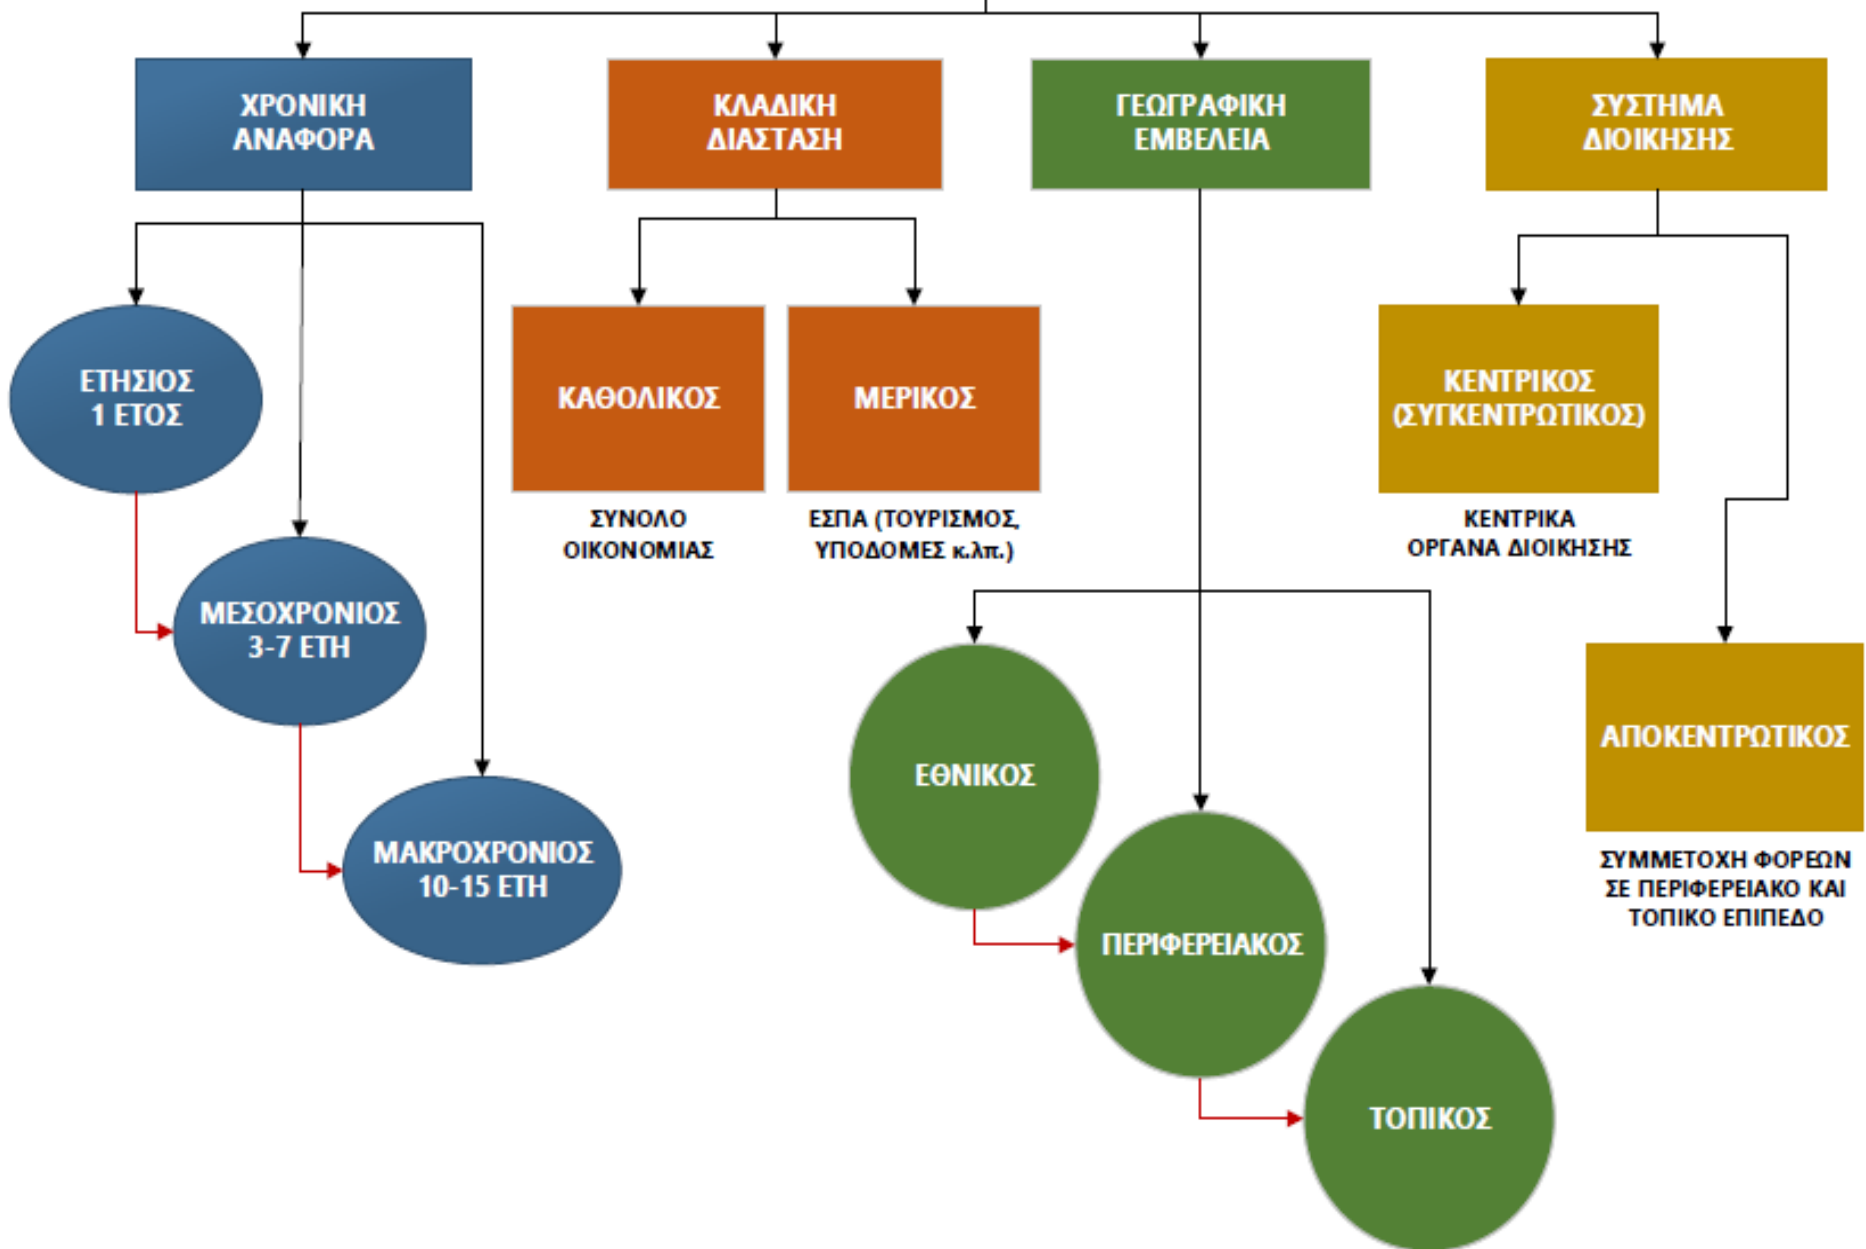 ΧΡΟΝΙΚΗ
ΑΝΑΦΟΡΑ
ΚΛΑΔΙΚΗ
ΔΙΑΣΤΑΣΗ
ΓΕΩΓΡΑΦΙΚΗ
ΕΜΒΕΛΕΙΑ
ΣΥΣΤΗΜΑ
ΔΙΟΙΚΗΣΗΣ
ΕΤΗΣΙΟΣ
1 ΕΤΟΣ
ΚΑΘΟΛΙΚΟΣ
ΜΕΡΙΚΟΣ
ΚΕΝΤΡΙΚΟΣ
(ΣΥΓΚΕΝΤΡΩΤΙΚΟΣ)
ΣΥΝΟΛΟ
ΟΙΚΟΝΟΜΙΑΣ
ΕΣΠΑ (ΤΟΥΡΙΣΜΟΣ,
ΥΠΟΔΟΜΕΣ κ.λπ.)
ΚΕΝΤΡΙΚΑ
ΟΡΓΑΝΑ ΔΙΟΙΚΗΣΗΣ
ΜΕΣΟΧΡΟΝΙΟΣ
3-7 ΕΤΗ
ΑΠΟΚΕΝΤΡΩΤΙΚΟΣ
ΕΘΝΙΚΟΣ
ΜΑΚΡΟΧΡΟΝΙΟΣ
10-15 ΕΤΗ
ΣΥΜΜΕΤΟΧΗ ΦΟΡΕΩΝ
ΣΕ ΠΕΡΙΦΕΡΕΙΑΚΟ ΚΑΙ
ΤΟΠΙΚΟ ΕΠΙΠΕΔΟ
ΠΕΡΙΦΕΡΕΙΑΚΟΣ
ΤΟΠΙΚΟΣ